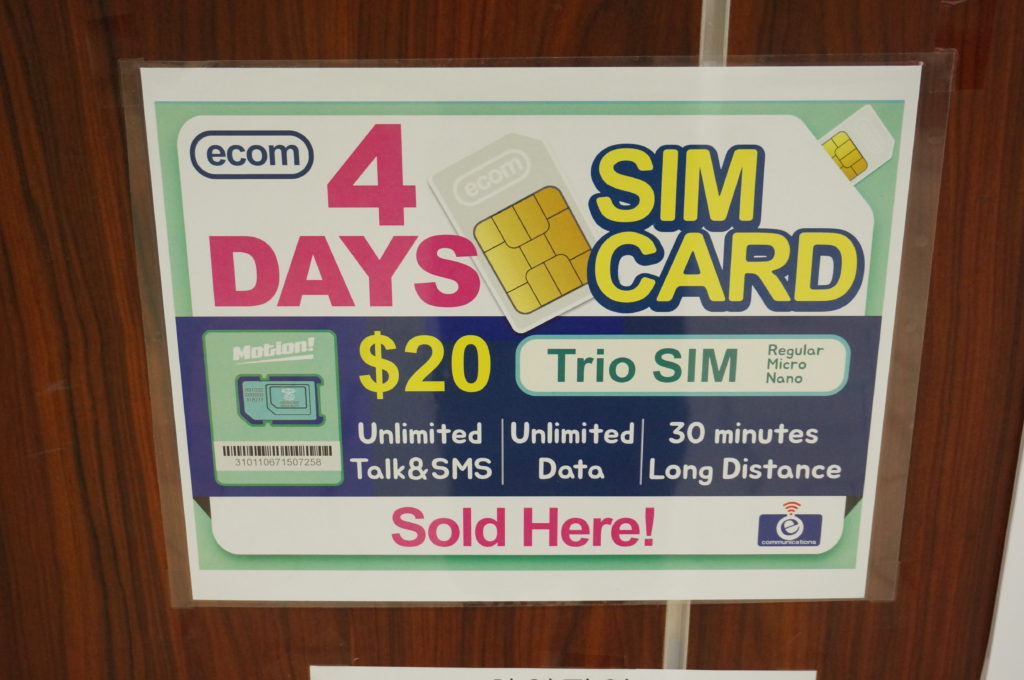 ecom
4
DAYS
ecom
SIM
CARD
Motion!
310110671507258
$20
Trio SIM
Regular
Micro
Nano
Unlimited
Talk&SMS
Unlimited
Data
30 minutes
Long Distance
Sold Here!
e
communications